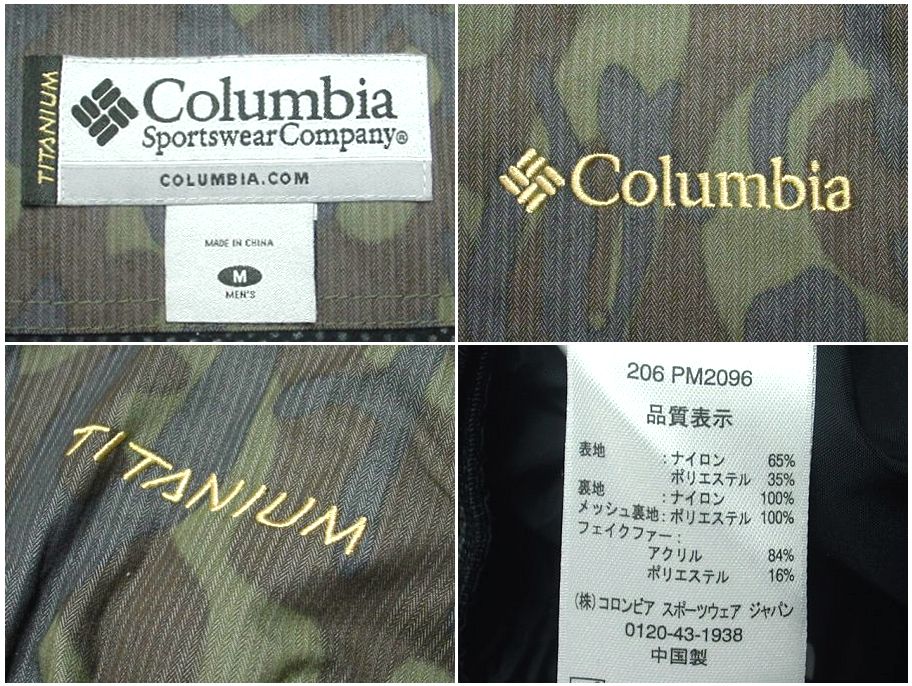 TITANIUM
Columbia
Sportswear Company®
COLUMBIA.COM
MADE IN CHINA
M
MEN'S
Columbia
TITANIUM
206 PM2096
品質表示
表地 :ナイロン 65%
ポリエステル 35%
裏地 :ナイロン 100%
メッシュ裏地:ポリエステル 100%
フェイクファー:
アクリル 84%
ポリエステル 16%
(株)コロンビア スポーツウェア ジャパン
0120-43-1938
中国製